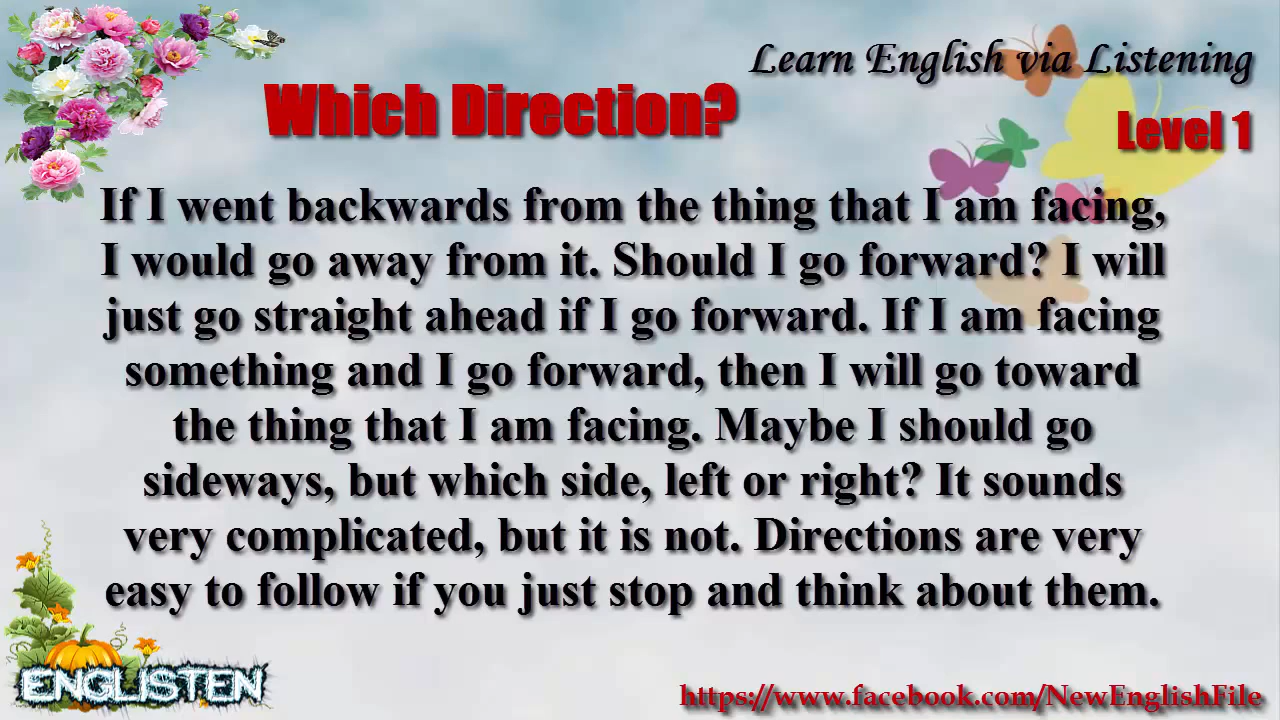 Learn English via Listening
Which Direction?
Level 1
If I went backwards from the thing that I am facing,
I would go away from it. Should I go forward? I will
just go straight ahead if I go forward. If I am facing
something and I go forward, then I will go toward
the thing that I am facing. Maybe I should go
sideways, but which side, left or right? It sounds
very complicated, but it is not. Directions are very
easy to follow if you just stop and think about them.
ENGLISTEN
https://www.facebook.com/NewEnglishFile